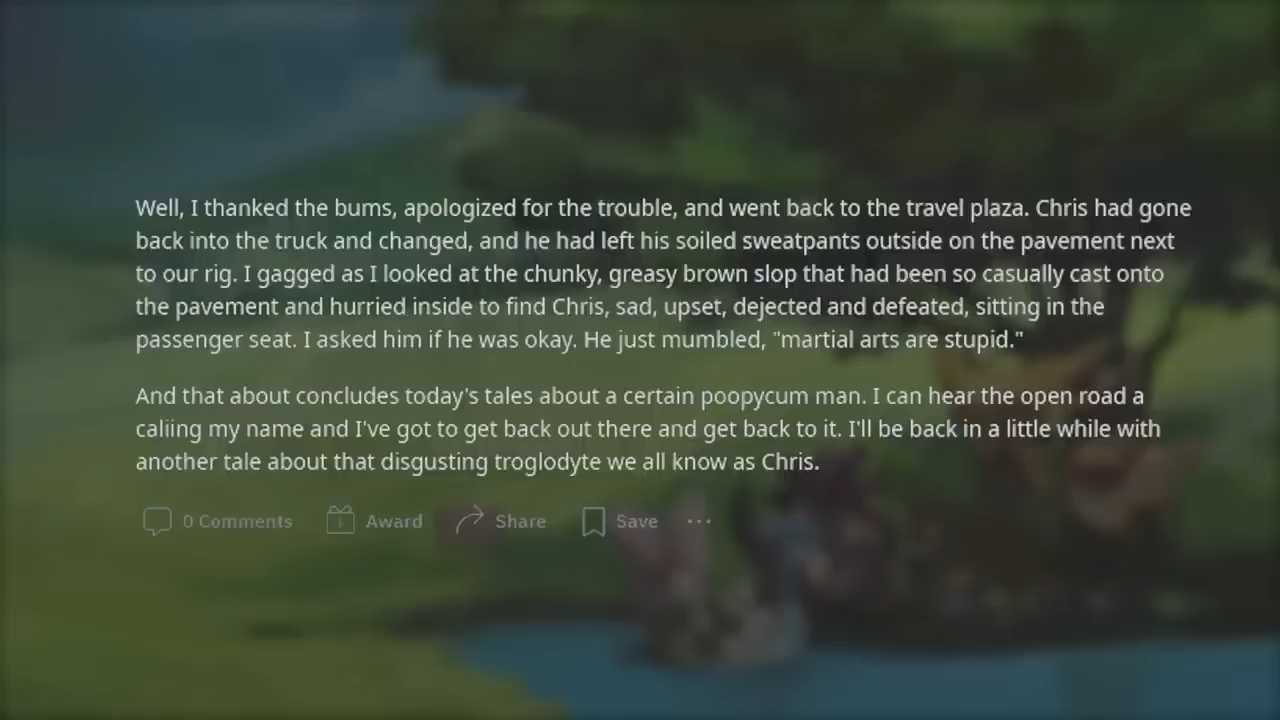 Well, I thanked the bums, apologized for the trouble, and went back to the travel plaza. Chris had gone
back into the truck and changed, and he had left his soiled sweatpants outside on the pavement next
to our rig. I gagged as I looked at the chunky, greasy brown slop that had been so casually cast onto
the pavement and hurried inside to find Chris, sad, upset, dejected and defeated, sitting in the
passenger seat. I asked him if he was okay. He just mumbled, "martial arts are stupid."
And that about concludes today's tales about a certain poopycum man. I can hear the open road a
caliing my name and I've got to get back out there and get back to it. I'll be back in a little while with
another tale about that disgusting troglodyte we all know as Chris.
0 Comments Award Share Save